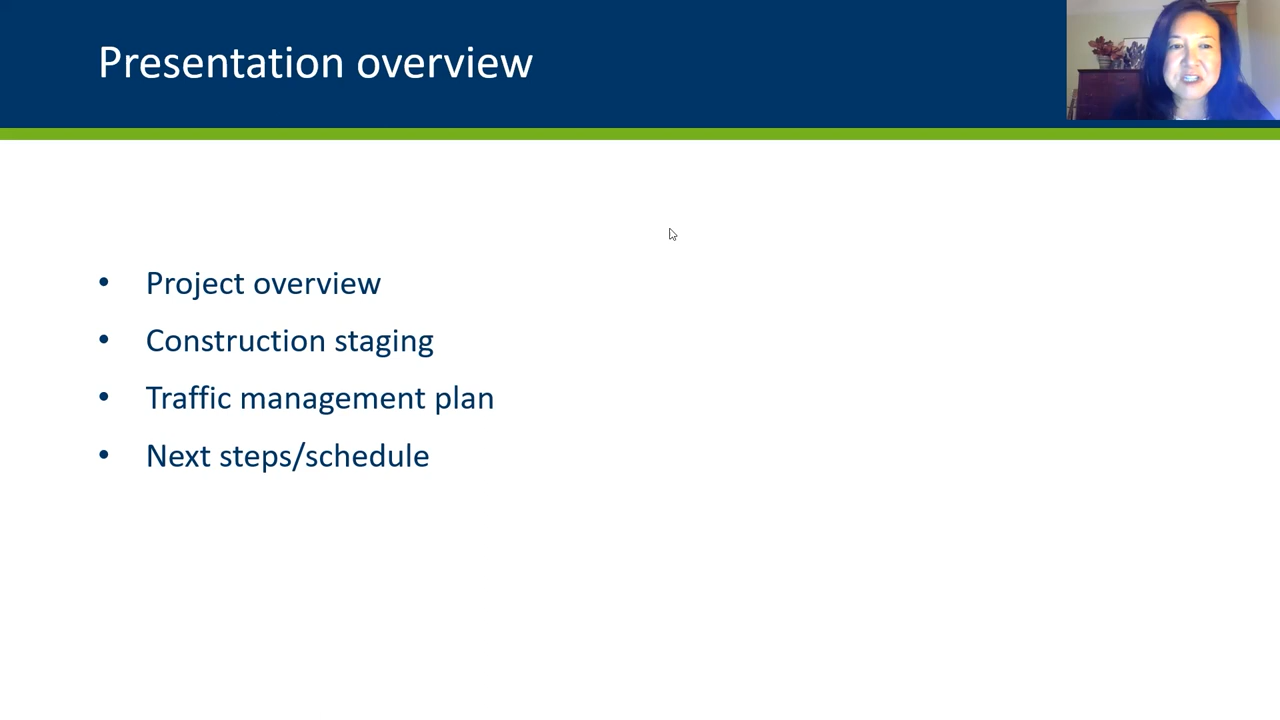 Presentation overview
• Project overview
• Construction staging
• Traffic management plan
• Next steps/schedule